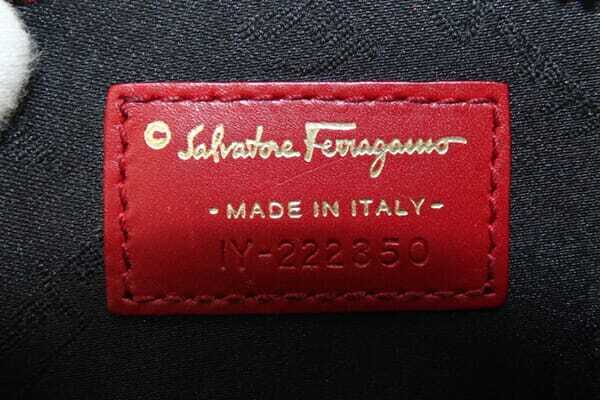 © Salvatore Ferragamo
- MADE IN ITALY -
IY-222350